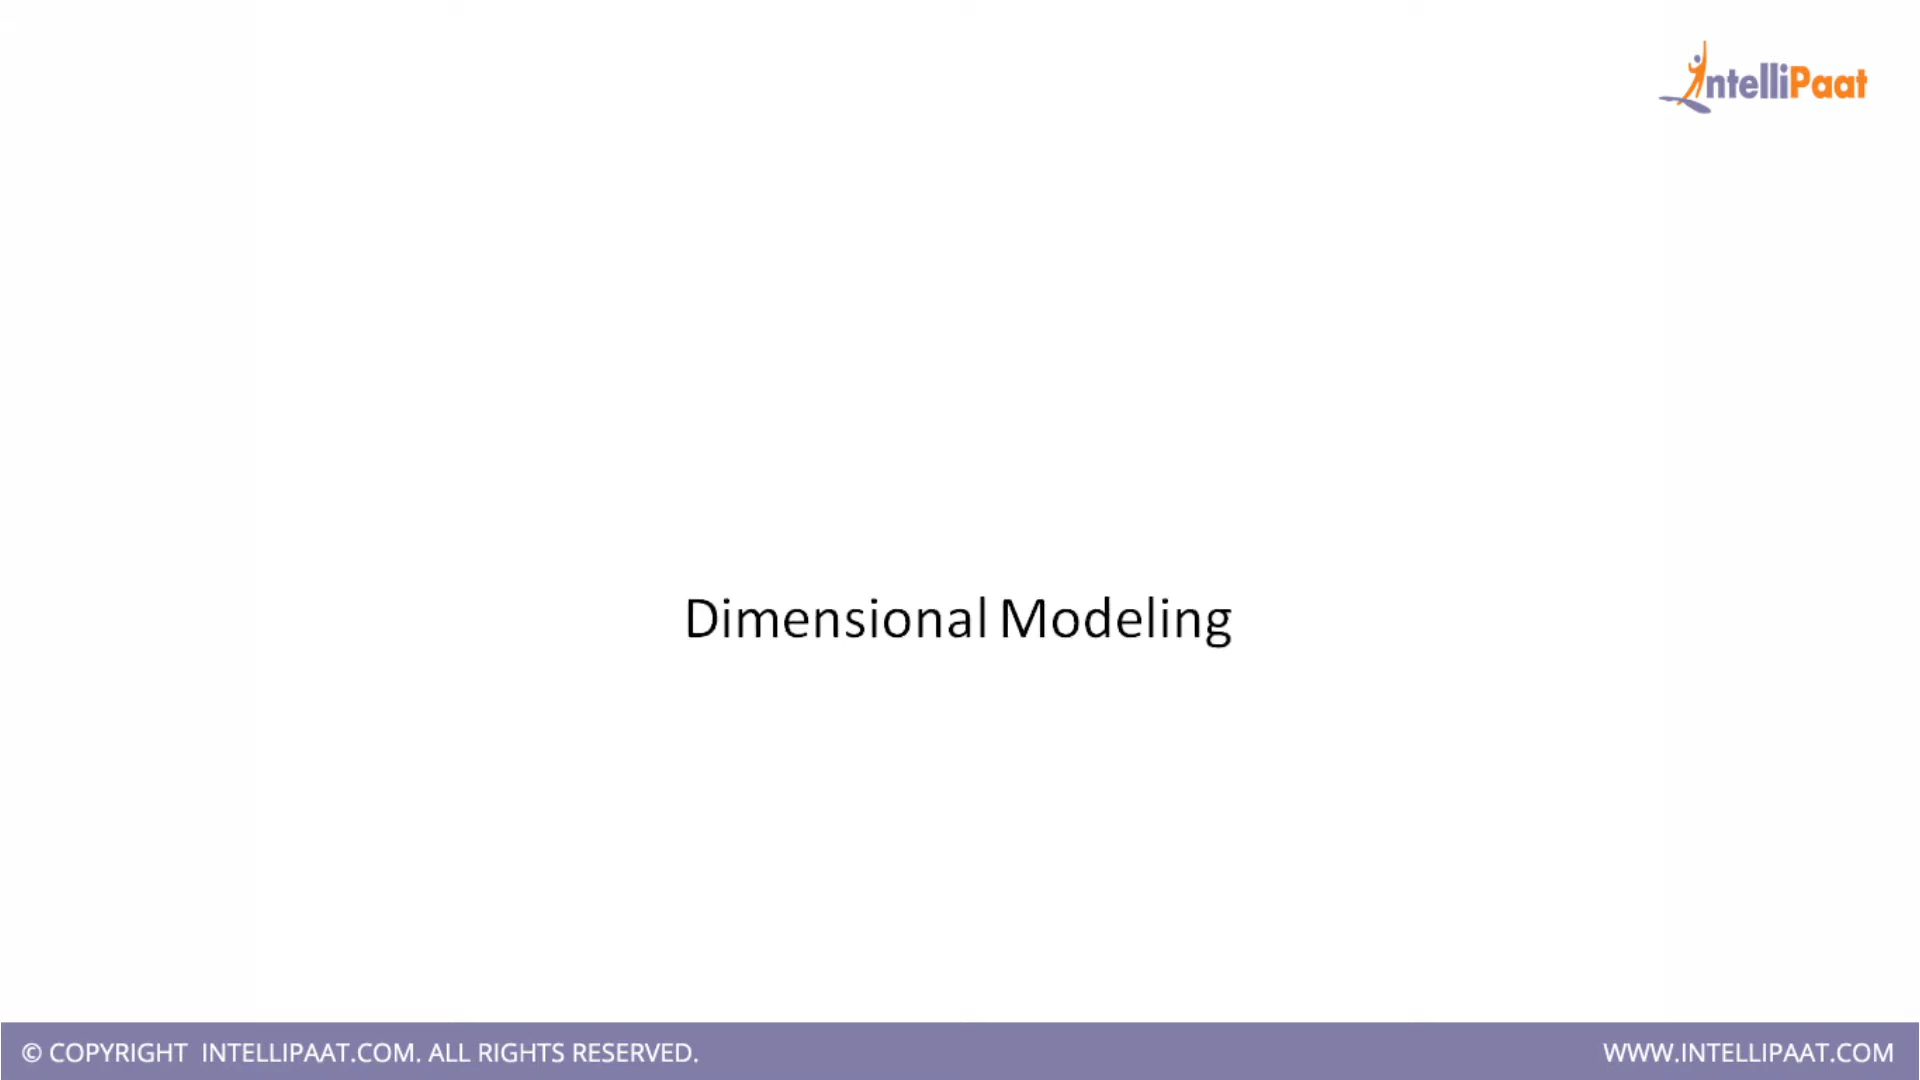 IntelliPaat
Dimensional Modeling
© COPYRIGHT INTELLIPAAT.COM. ALL RIGHTS RESERVED.
WWW.INTELLIPAAT.COM